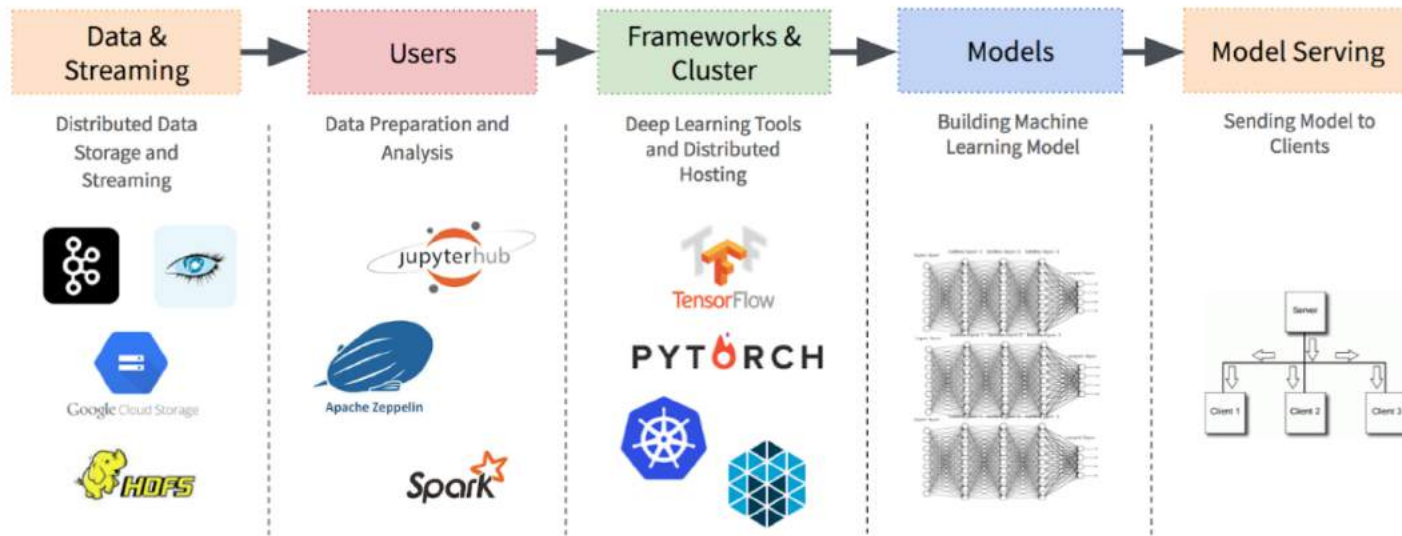 Data &
Streaming
Users
Frameworks &
Cluster
Models
Model Serving
Distributed Data
Storage and
Streaming
Data Preparation and
Analysis
Deep Learning Tools
and Distributed
Hosting
Building Machine
Learning Model
Sending Model to
Clients
jupyterhub
TensorFlow
PYTORCH
Google Cloud Storage
Apache Zeppelin
HDFS
Spark
Server
Client 1
Client 2
Client 3